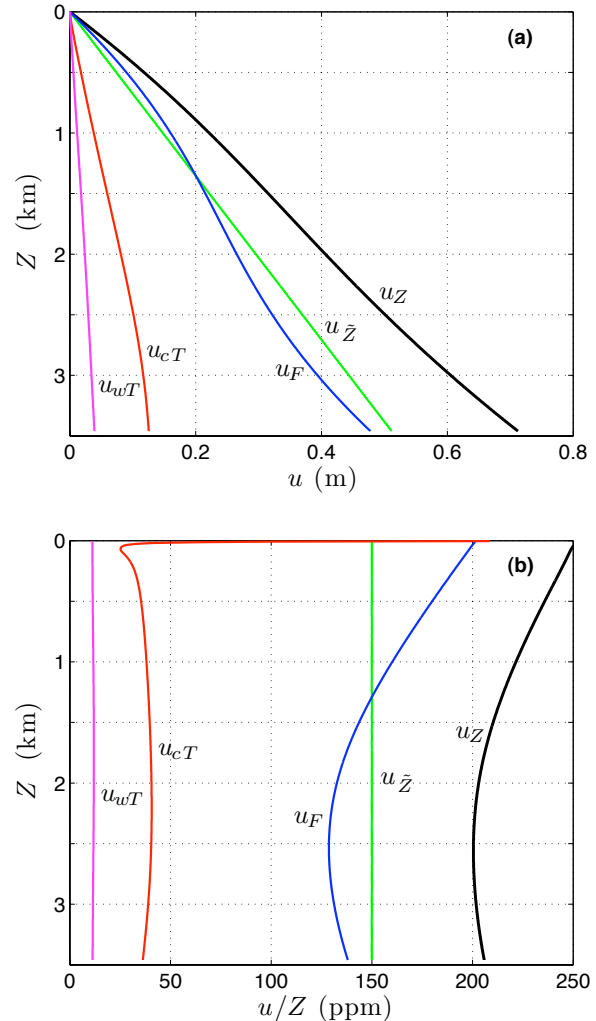 0
(a)
1
Z (km)
2
u_Z
u_Z̃
u_cT
u_F
u_wT
3
0 0.2 0.4 0.6 0.8
u (m)
0
(b)
1
Z (km)
u_Z
u_cT
2
u_wT
u_Z̃
u_F
3
0 50 100 150 200 250
u/Z (ppm)